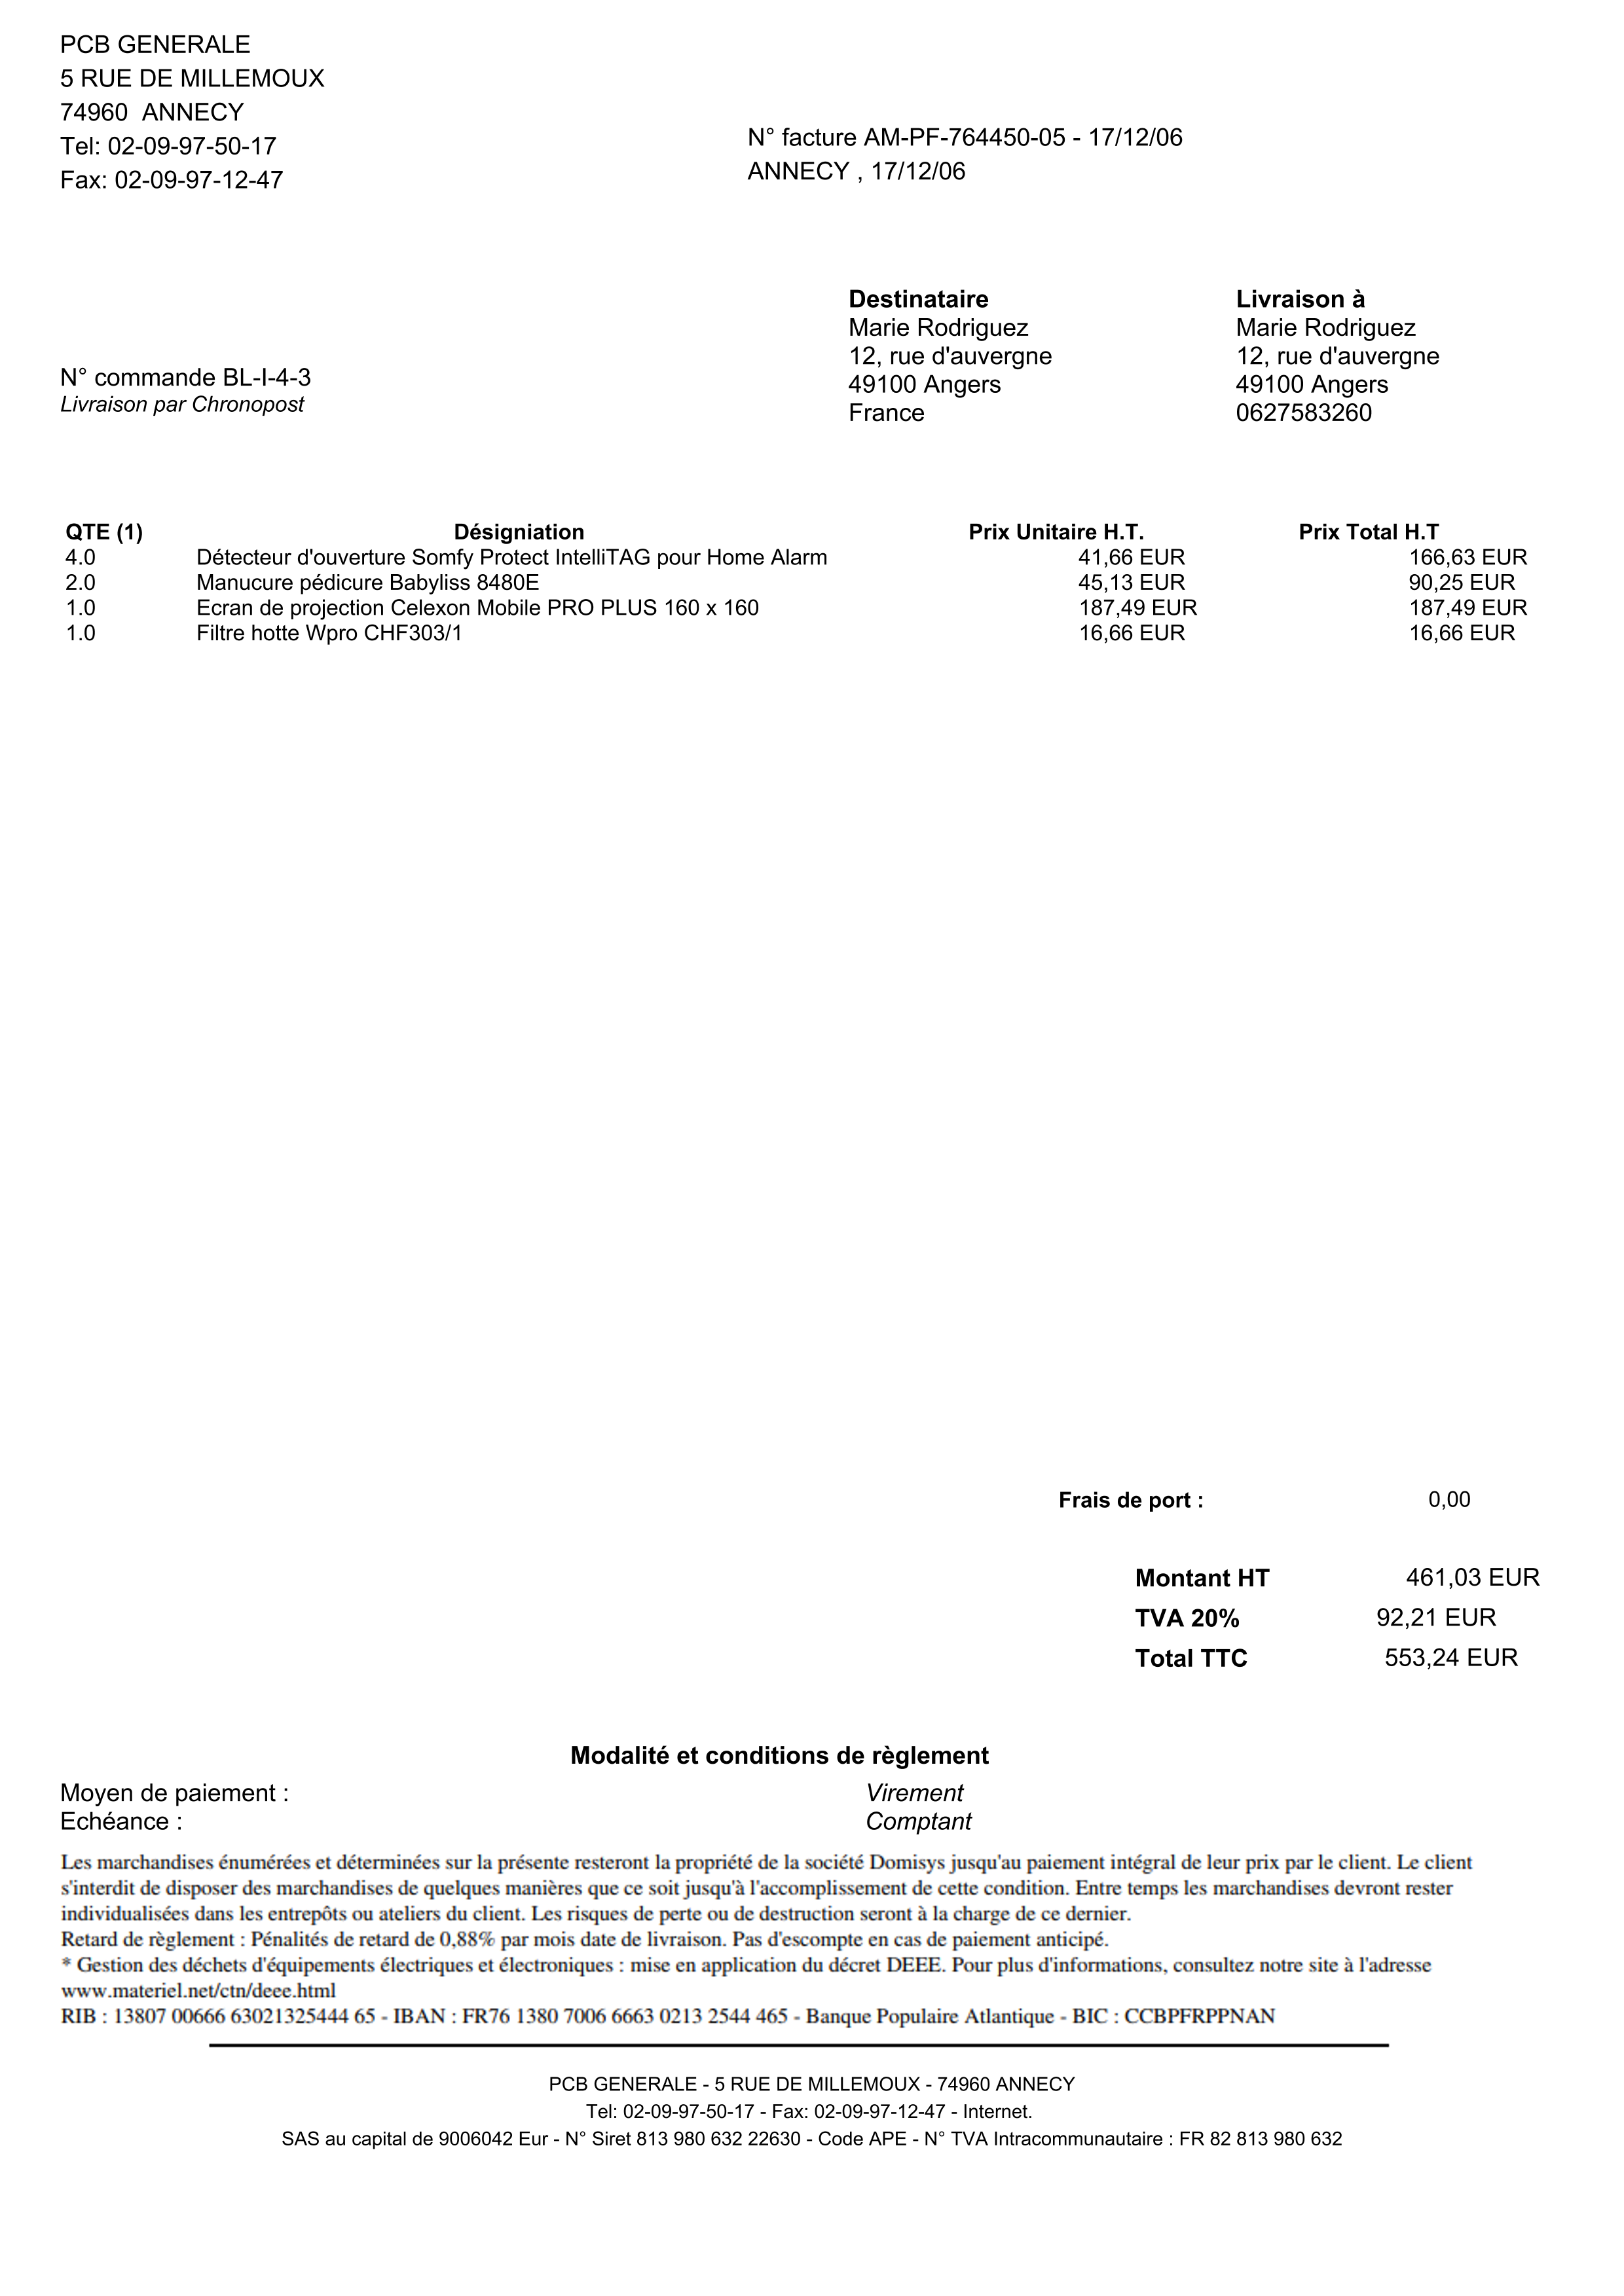 PCB GENERALE
5 RUE DE MILLEMOUX
74960 ANNECY
Tel: 02-09-97-50-17
Fax: 02-09-97-12-47
N° facture AM-PF-764450-05 - 17/12/06
ANNECY , 17/12/06
N° commande BL-I-4-3
Livraison par Chronopost
Destinataire
Marie Rodriguez
12, rue d'auvergne
49100 Angers
France
Livraison à
Marie Rodriguez
12, rue d'auvergne
49100 Angers
0627583260
QTE (1) Désigniation Prix Unitaire H.T. Prix Total H.T
4.0 Détecteur d'ouverture Somfy Protect IntelliTAG pour Home Alarm 41,66 EUR 166,63 EUR
2.0 Manucure pédicure Babyliss 8480E 45,13 EUR 90,25 EUR
1.0 Ecran de projection Celexon Mobile PRO PLUS 160 x 160 187,49 EUR 187,49 EUR
1.0 Filtre hotte Wpro CHF303/1 16,66 EUR 16,66 EUR
Frais de port : 0,00
Montant HT 461,03 EUR
TVA 20% 92,21 EUR
Total TTC 553,24 EUR
Modalité et conditions de règlement
Moyen de paiement : Virement
Echéance : Comptant
Les marchandises énumérées et déterminées sur la présente resteront la propriété de la société Domisys jusqu'au paiement intégral de leur prix par le client. Le client
s'interdit de disposer des marchandises de quelques manières que ce soit jusqu'à l'accomplissement de cette condition. Entre temps les marchandises devront rester
individualisées dans les entrepôts ou ateliers du client. Les risques de perte ou de destruction seront à la charge de ce dernier.
Retard de règlement : Pénalités de retard de 0,88% par mois date de livraison. Pas d'escompte en cas de paiement anticipé.
* Gestion des déchets d'équipements électriques et électroniques : mise en application du décret DEEE. Pour plus d'informations, consultez notre site à l'adresse
www.materiel.net/ctn/deee.html
RIB : 13807 00666 63021325444 65 - IBAN : FR76 1380 7006 6663 0213 2544 465 - Banque Populaire Atlantique - BIC : CCBPFRPPNAN
PCB GENERALE - 5 RUE DE MILLEMOUX - 74960 ANNECY
Tel: 02-09-97-50-17 - Fax: 02-09-97-12-47 - Internet.
SAS au capital de 9006042 Eur - N° Siret 813 980 632 22630 - Code APE - N° TVA Intracommunautaire : FR 82 813 980 632